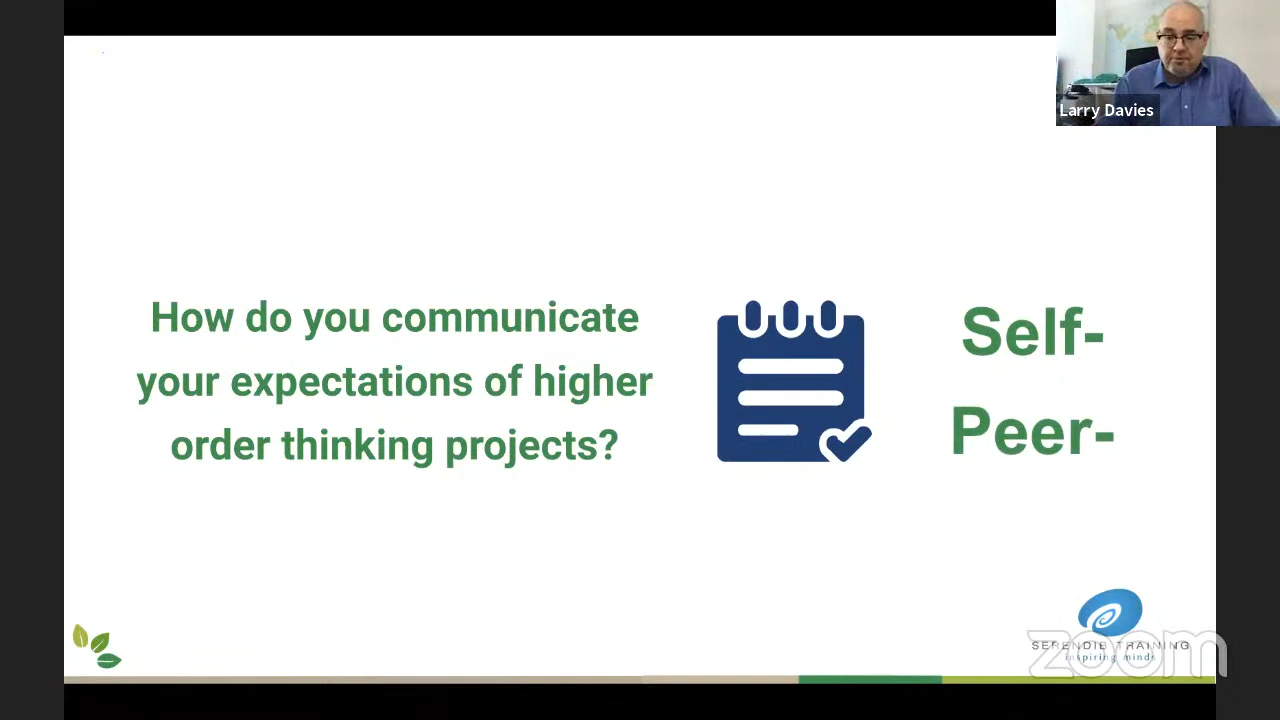 Larry Davies
How do you communicate
your expectations of higher
order thinking projects?
Self-
Peer-
SERENDIB TRAINING
inspiring minds
zoom